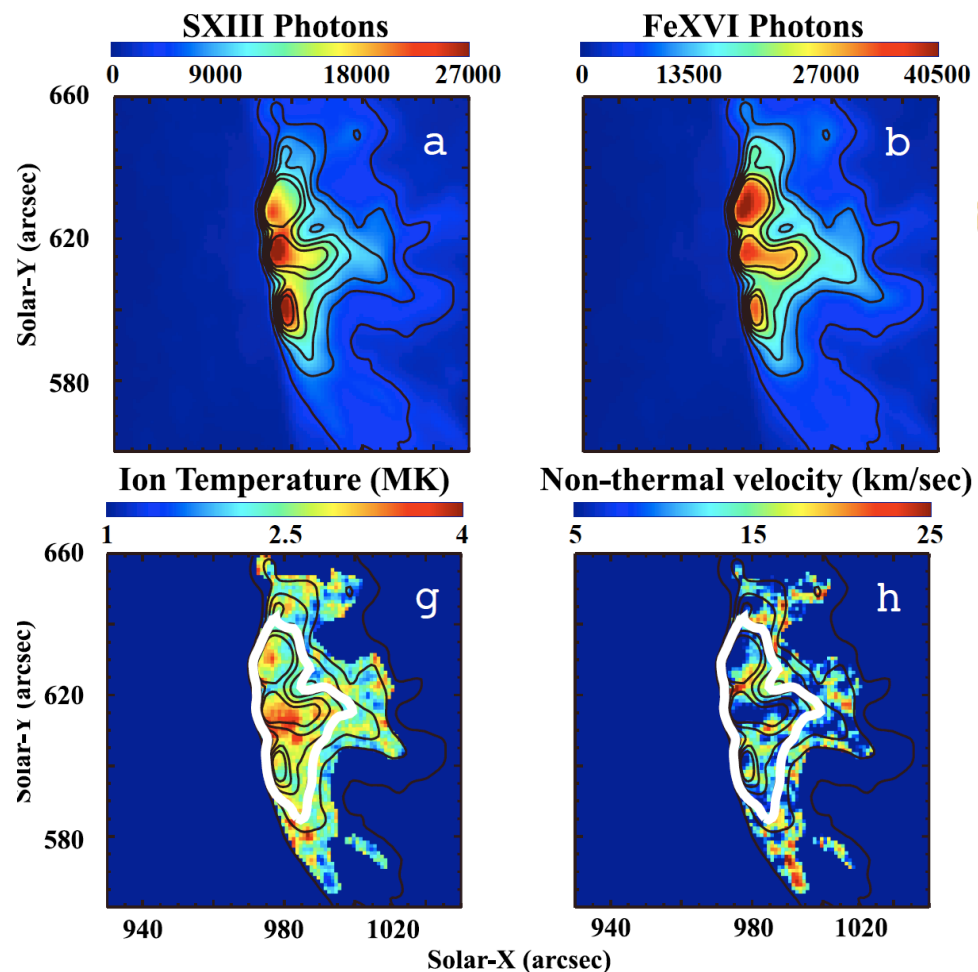 SXIII Photons FeXVI Photons
0 9000 18000 27000 0 13500 27000 40500
660
a b
620
Solar-Y (arcsec)
580
Ion Temperature (MK) Non-thermal velocity (km/sec)
1 2.5 4 5 15 25
660
g h
620
Solar-Y (arcsec)
580
940 980 1020 940 980 1020
Solar-X (arcsec)